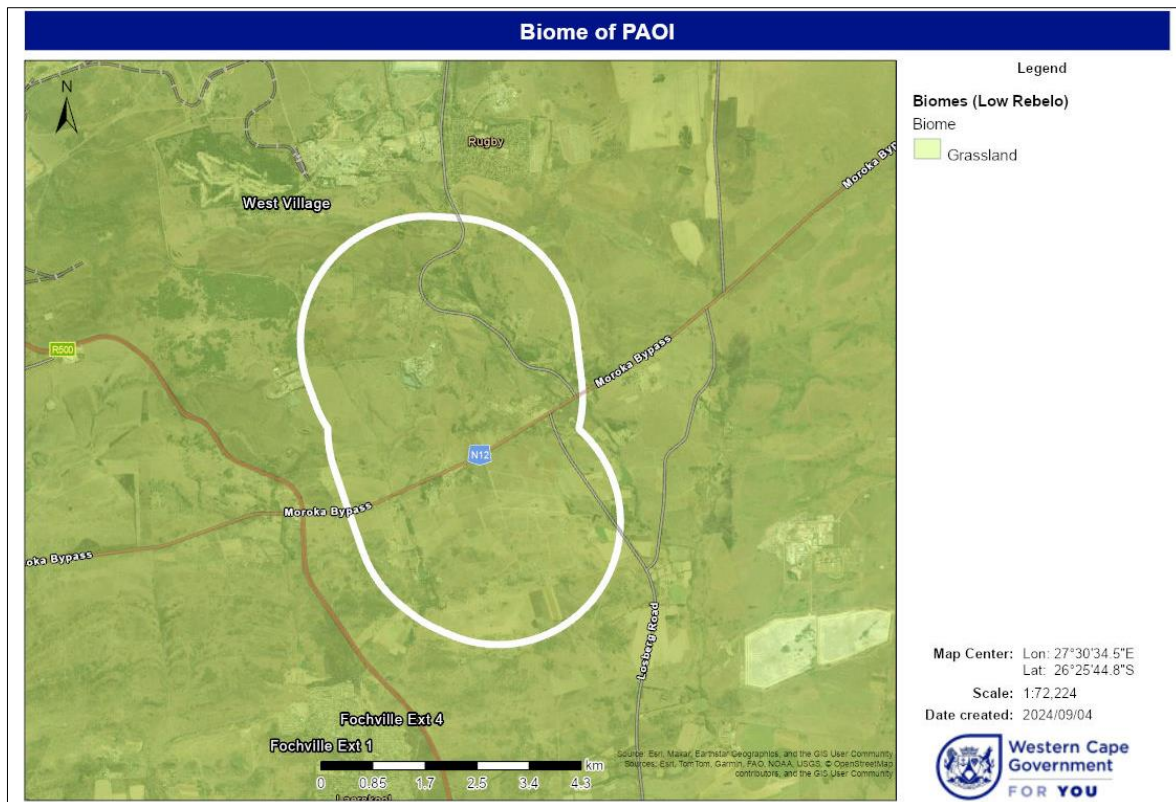 Biome of PAOI
N
Rugby
West Village
Moroka Byp
R500
Moroka Bypass
N12
Moroka Bypass
oka Bypass
Losberg Road
Fochville Ext 4
Fochville Ext 1
km
0 0.85 1.7 2.5 3.4 4.3
Source: Esri, Maxar, Earthstar Geographics, and the GIS User Community
Sources: Esri, TomTom, Garmin, FAO, NOAA, USGS, © OpenStreetMap
contributors, and the GIS User Community
Legend
Biomes (Low Rebelo)
Biome
Grassland
Map Center: Lon: 27°30'34.5"E
Lat: 26°25'44.8"S
Scale: 1:72,224
Date created: 2024/09/04
Western Cape
Government
FOR YOU